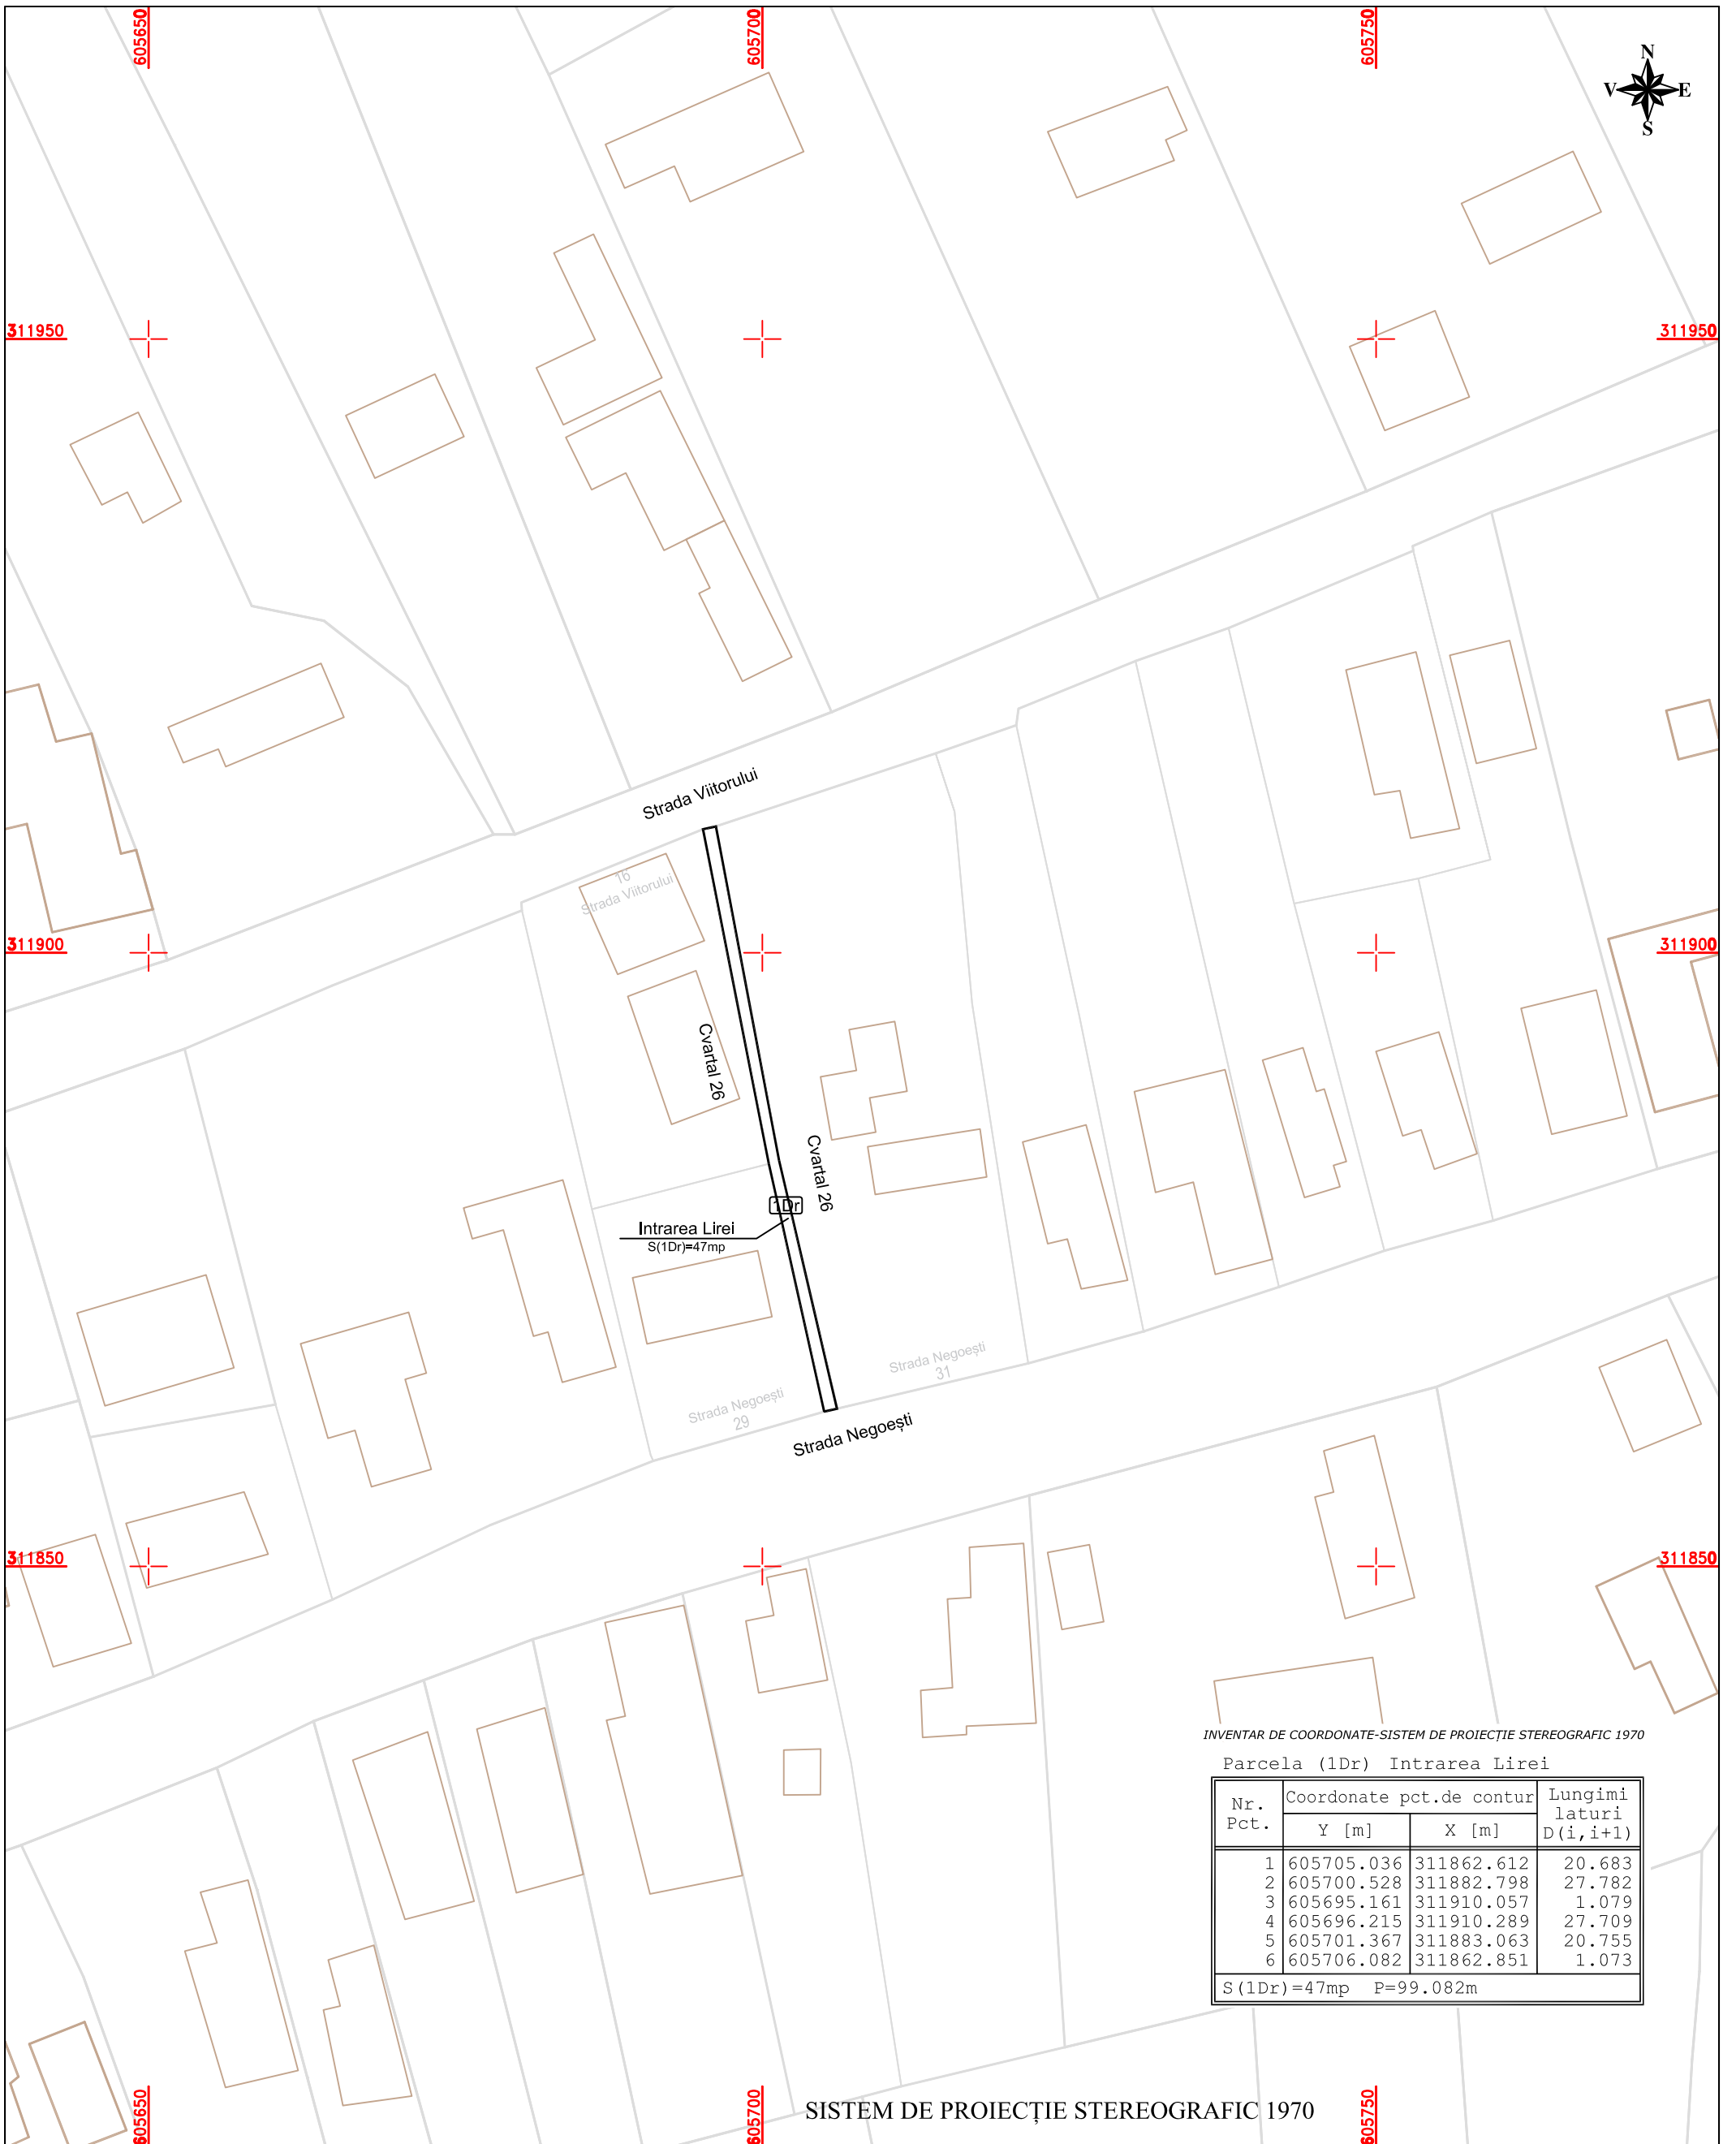 605650
605700
605750
N
V E
S
311950
311950
Strada Viitorului
16
Strada Viitorului
311900
311900
Cvartal 26
Cvartal 26
1Dr
Intrarea Lirei
S(1Dr)=47mp
Strada Negoești
31
Strada Negoești
29
Strada Negoești
311850
311850
INVENTAR DE COORDONATE-SISTEM DE PROIECȚIE STEREOGRAFIC 1970
Parcela (1Dr) Intrarea Lirei
Nr. Pct. Coordonate pct.de contur Lungimi laturi D(i,i+1)
Y [m] X [m]
1 605705.036 311862.612 20.683
2 605700.528 311882.798 27.782
3 605695.161 311910.057 1.079
4 605696.215 311910.289 27.709
5 605701.367 311883.063 20.755
6 605706.082 311862.851 1.073
S(1Dr)=47mp P=99.082m
605650
605700
605750
SISTEM DE PROIECȚIE STEREOGRAFIC 1970